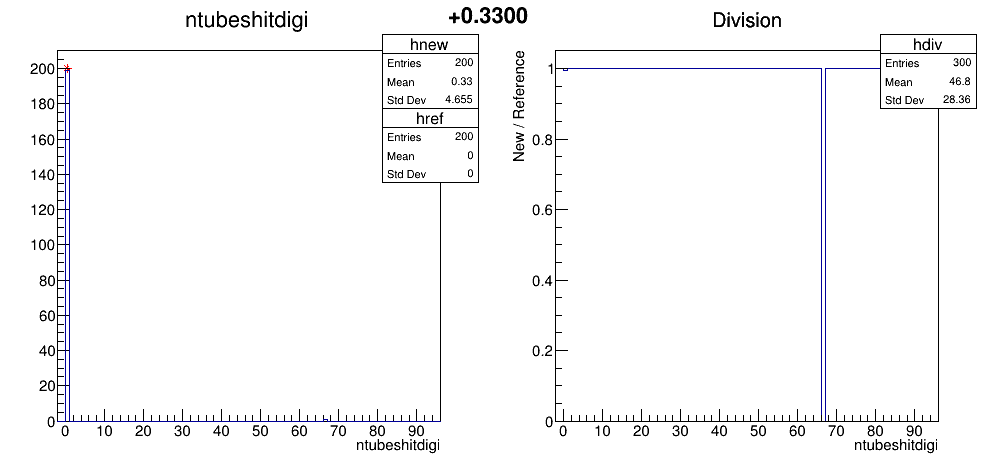 +0.3300
ntubeshitdigi
hnew
Entries 200
Mean 0.33
Std Dev 4.655
href
Entries 200
Mean 0
Std Dev 0
200
180
160
140
120
100
80
60
40
20
0
0 10 20 30 40 50 60 70 80 90
ntubeshitdigi
Division
hdiv
Entries 300
Mean 46.8
Std Dev 28.36
New / Reference
1
0.8
0.6
0.4
0.2
0
0 10 20 30 40 50 60 70 80 90
ntubeshitdigi